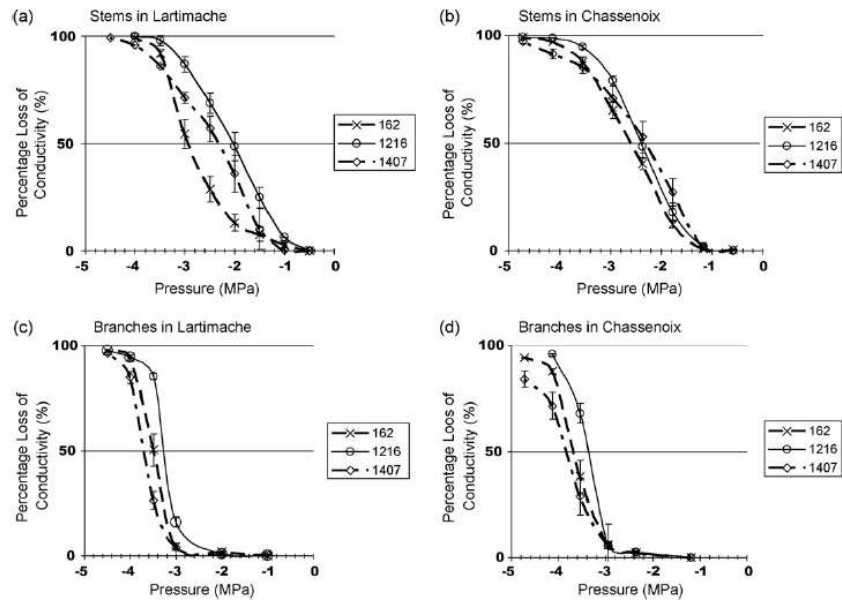 (a) Stems in Lartimache
Percentage Loos of
Conductivity (%)
100
50
0
-5 -4 -3 -2 -1 0
Pressure (MPa)
162
1216
1407
(b) Stems in Chassenoix
Percentage Loos of
Conductivity (%)
100
50
0
-5 -4 -3 -2 -1 0
Pressure (MPa)
162
1216
1407
(c) Branches in Lartimache
Percentage Loos of
Conductivity (%)
100
50
0
-5 -4 -3 -2 -1 0
Pressure (MPa)
162
1216
1407
(d) Branches in Chassenoix
Percentage Loos of
Conductivity (%)
100
50
0
-5 -4 -3 -2 -1 0
Pressure (MPa)
162
1216
1407